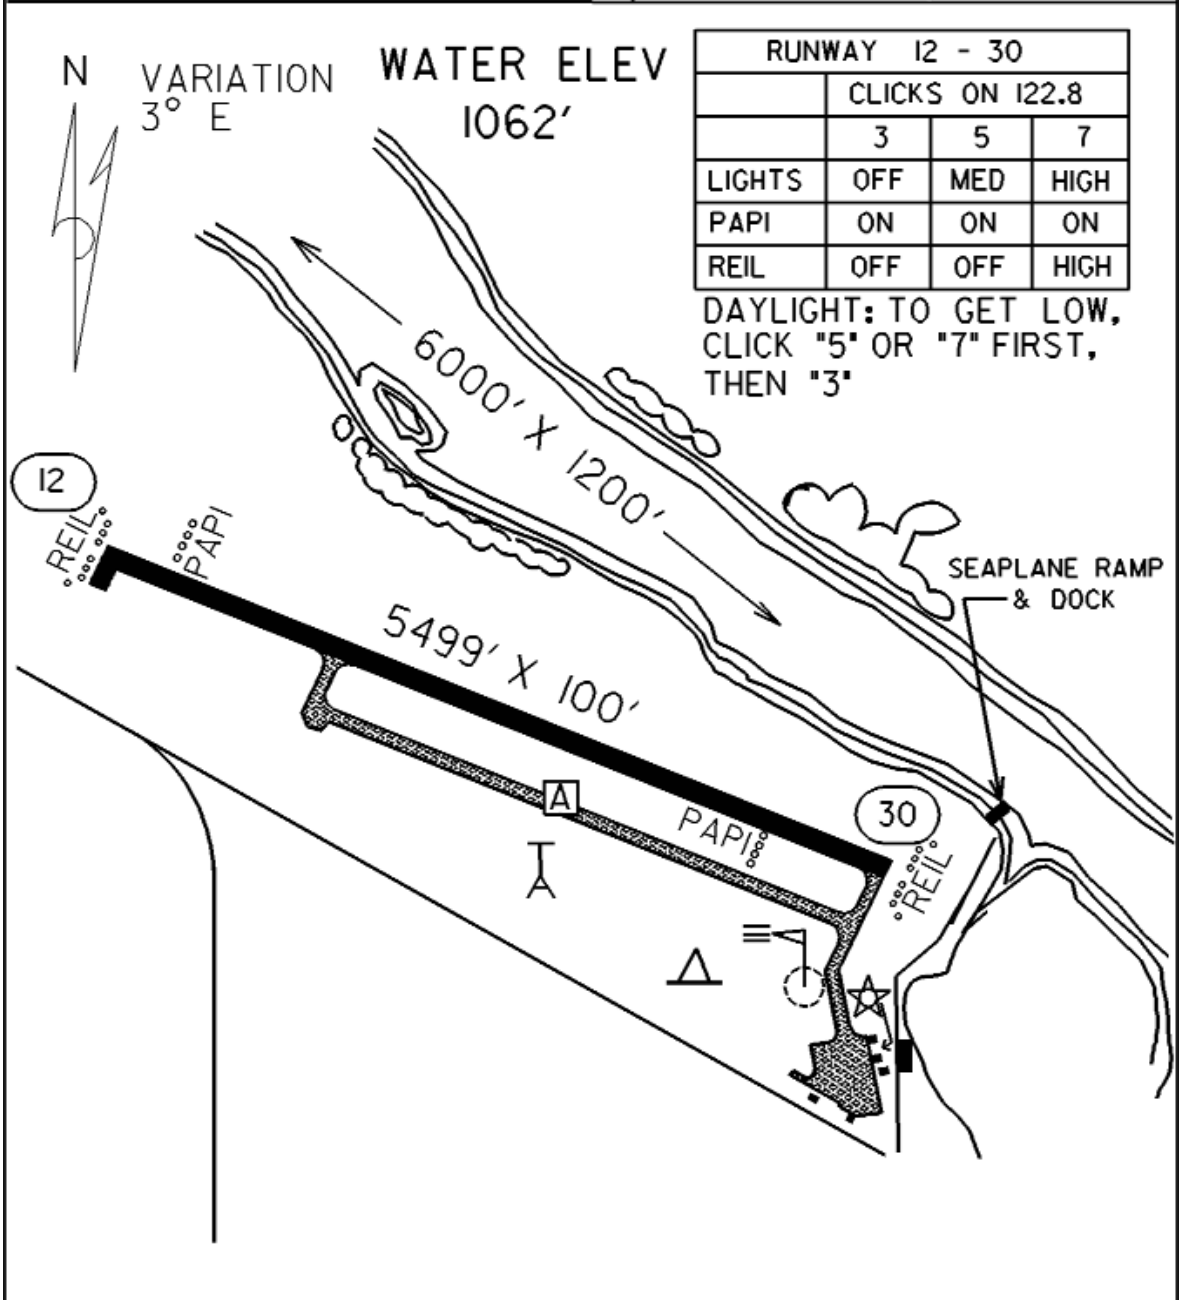 N
VARIATION
3° E
WATER ELEV
1062'
RUNWAY 12 - 30
CLICKS ON 122.8
3 5 7
LIGHTS OFF MED HIGH
PAPI ON ON ON
REIL OFF OFF HIGH
DAYLIGHT: TO GET LOW,
CLICK "5" OR "7" FIRST,
THEN "3"
6000' X 1200'
12
REIL
PAPI
SEAPLANE RAMP
& DOCK
5499' X 100'
A
PAPI
30
REIL